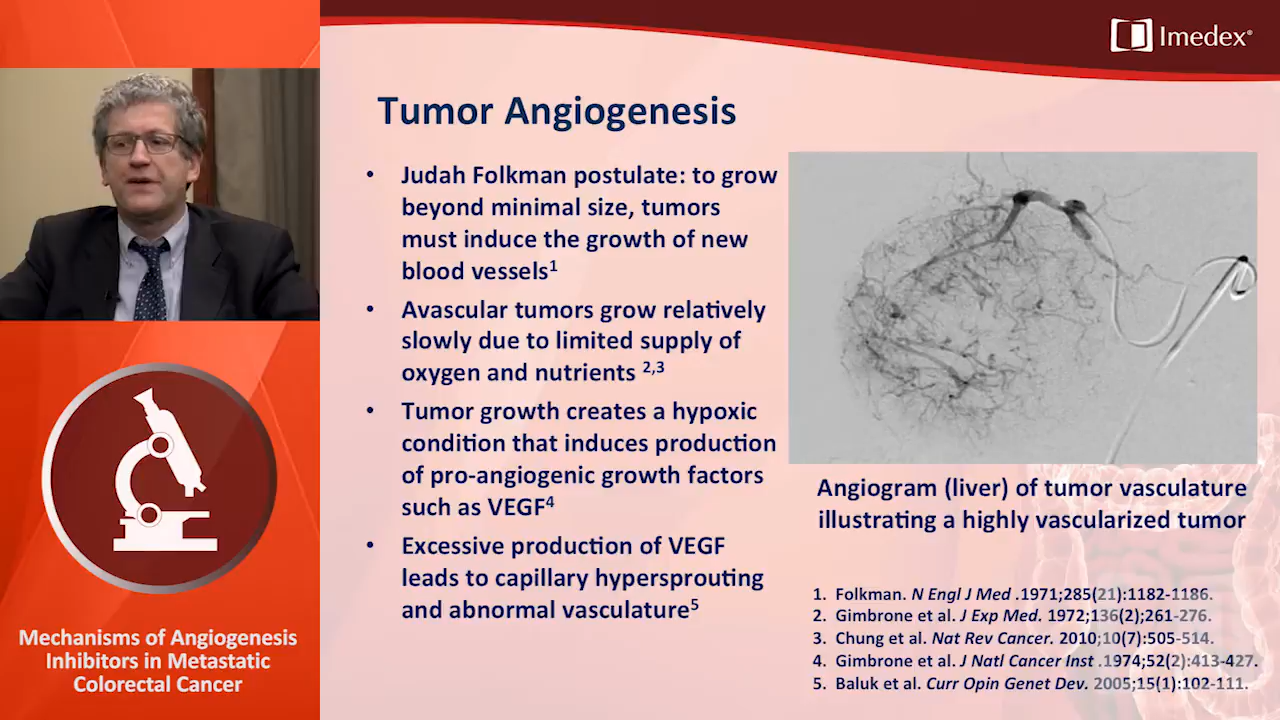 Imedex®
Tumor Angiogenesis
• Judah Folkman postulate: to grow
beyond minimal size, tumors
must induce the growth of new
blood vessels1
• Avascular tumors grow relatively
slowly due to limited supply of
oxygen and nutrients 2,3
• Tumor growth creates a hypoxic
condition that induces production
of pro-angiogenic growth factors
such as VEGF4
• Excessive production of VEGF
leads to capillary hypersprouting
and abnormal vasculature5
Angiogram (liver) of tumor vasculature
illustrating a highly vascularized tumor
1. Folkman. N Engl J Med .1971;285(21):1182-1186.
2. Gimbrone et al. J Exp Med. 1972;136(2);261-276.
3. Chung et al. Nat Rev Cancer. 2010;10(7):505-514.
4. Gimbrone et al. J Natl Cancer Inst .1974;52(2):413-427.
5. Baluk et al. Curr Opin Genet Dev. 2005;15(1):102-111.
Mechanisms of Angiogenesis
Inhibitors in Metastatic
Colorectal Cancer